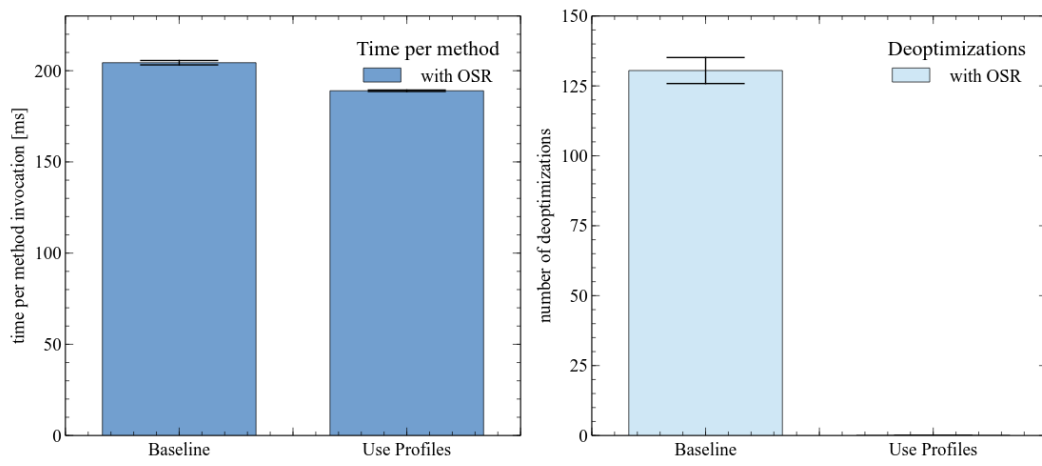 Time per method
with OSR
time per method invocation [ms]
200
150
100
50
0
Baseline
Use Profiles
Deoptimizations
with OSR
number of deoptimizations
150
125
100
75
50
25
0
Baseline
Use Profiles